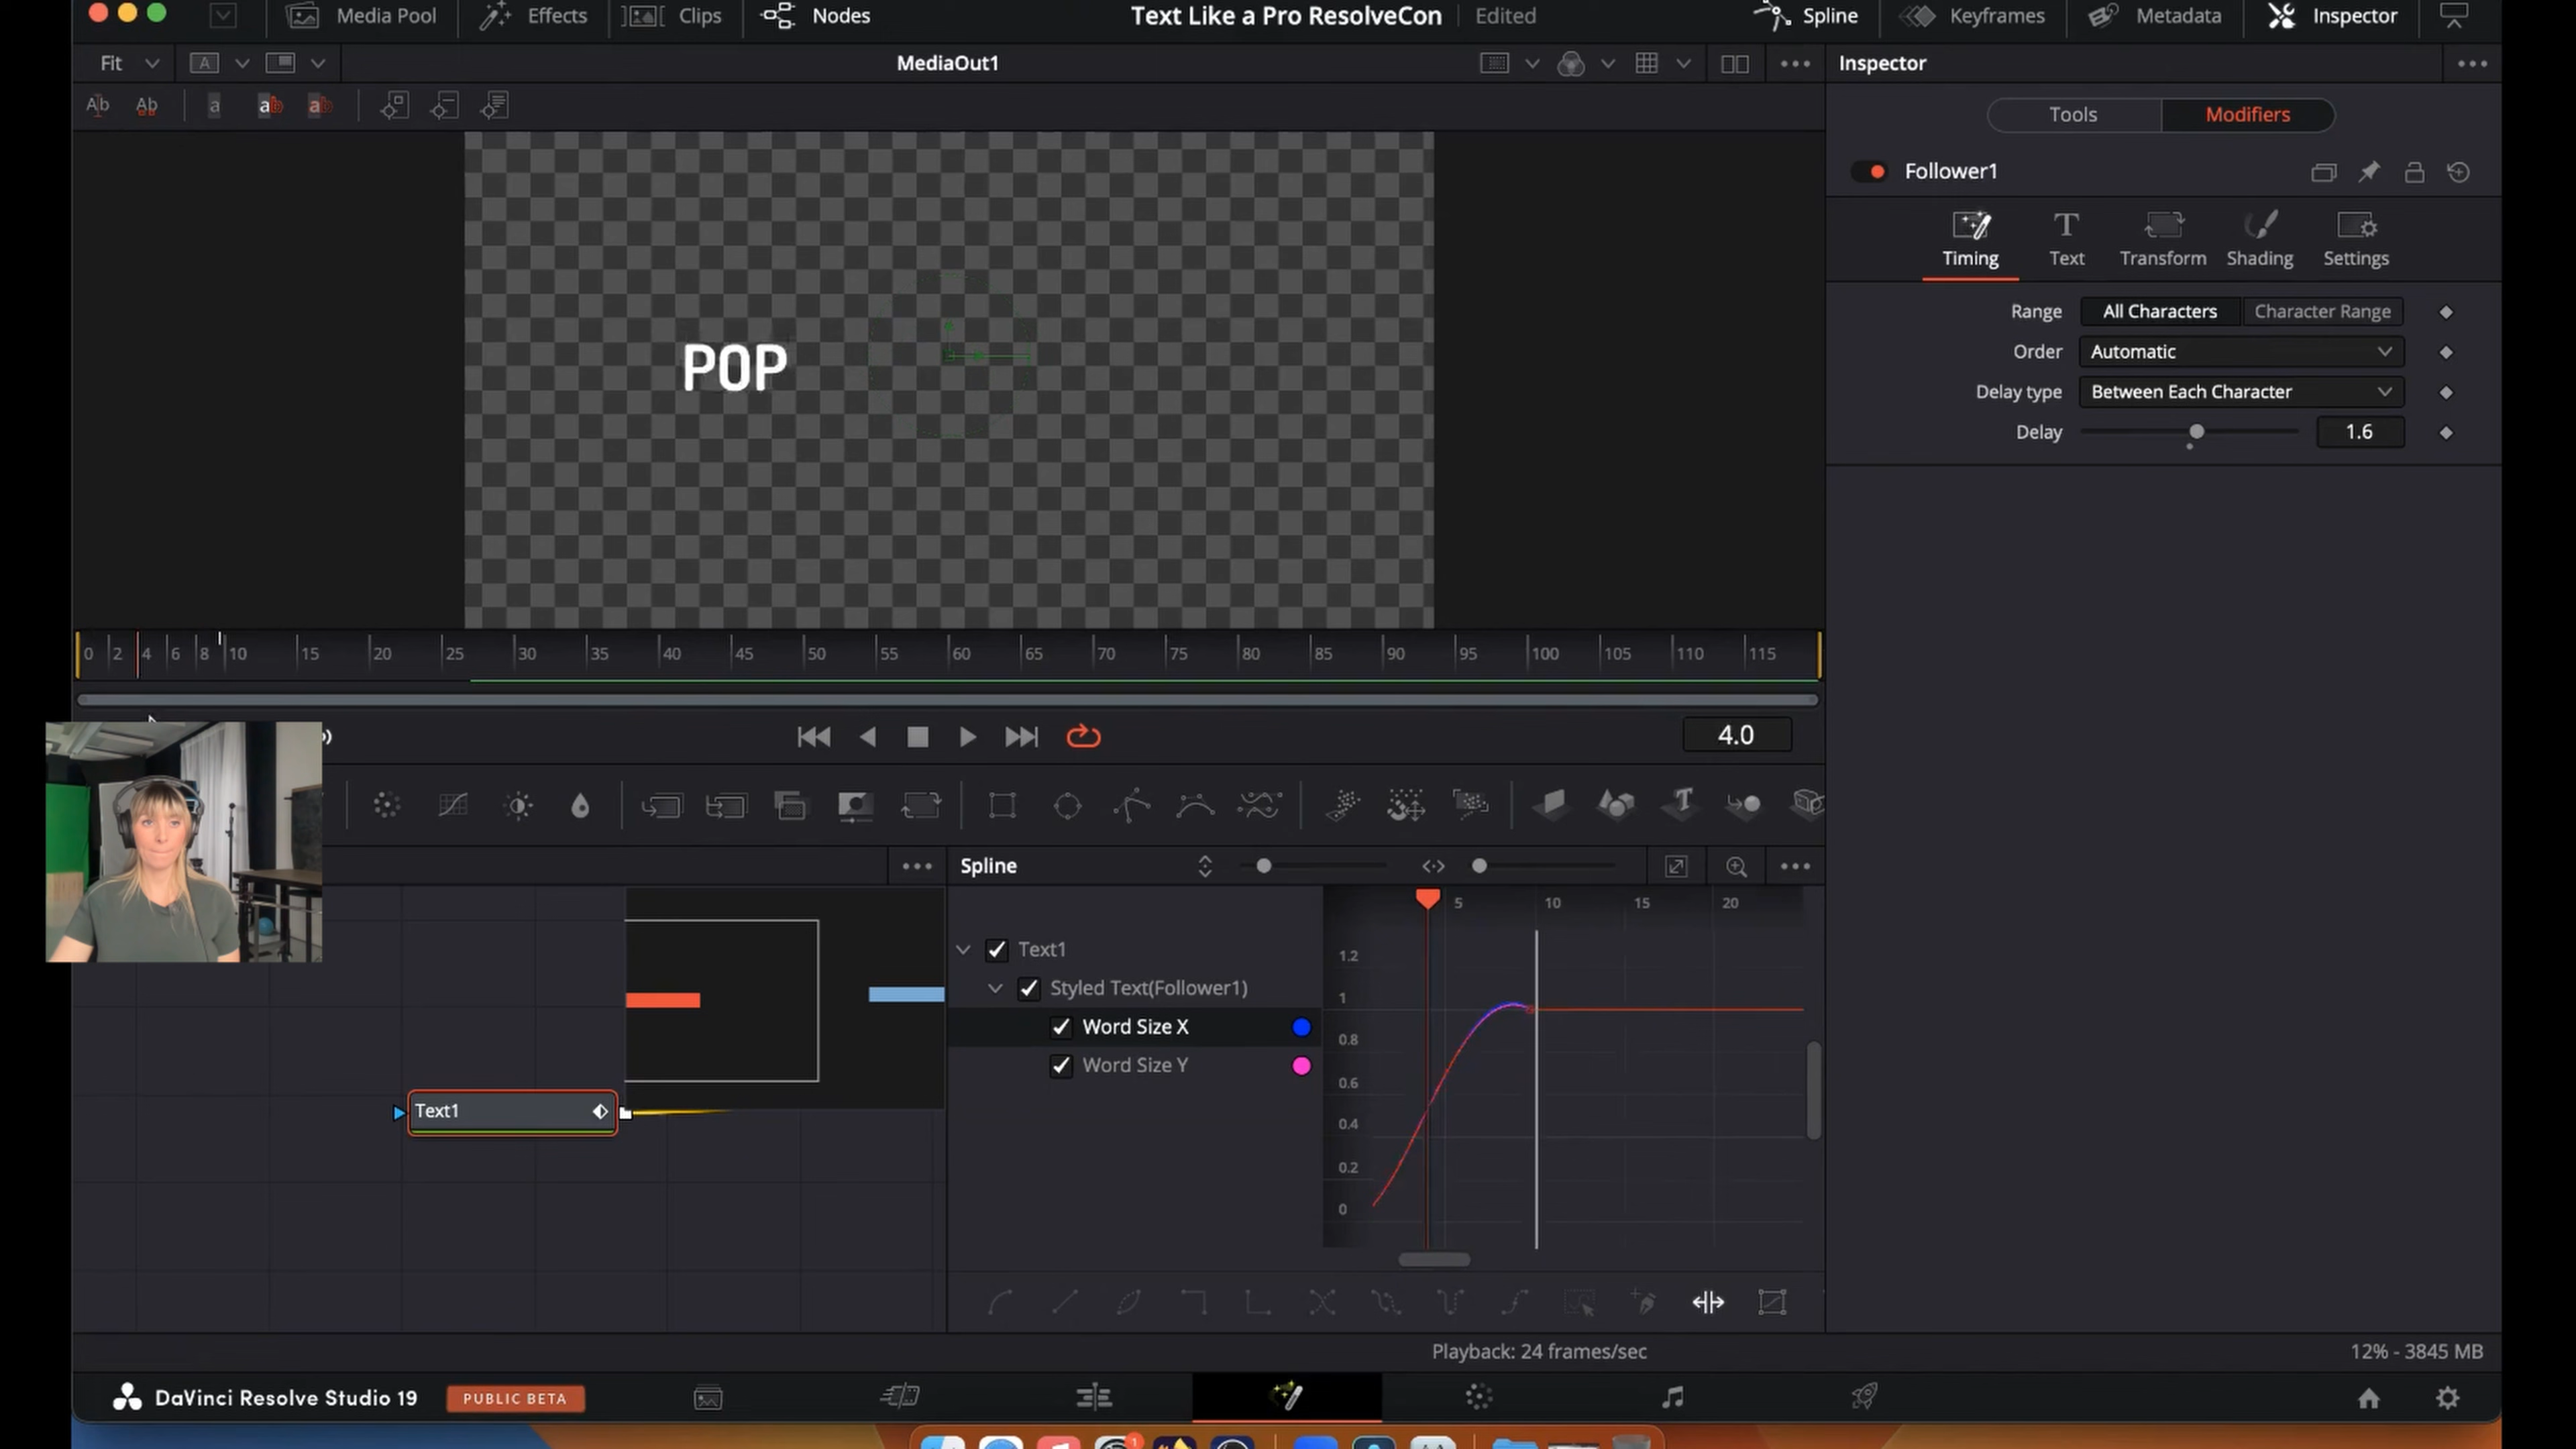 Media Pool Effects Clips Nodes Text Like a Pro ResolveCon Edited Spline Keyframes Metadata Inspector
Fit A MediaOut1 Inspector
Ab Ab a ab ab
Tools Modifiers
Follower1
Timing Text Transform Shading Settings
Range All Characters Character Range
Order Automatic
Delay type Between Each Character
Delay 1.6
POP
0 2 4 6 8 10 15 20 25 30 35 40 45 50 55 60 65 70 75 80 85 90 95 100 105 110 115
4.0
Spline
5 10 15 20
Text1
Styled Text(Follower1)
Word Size X
Word Size Y
1.2
1
0.8
0.6
0.4
0.2
0
Text1
Playback: 24 frames/sec 12% - 3845 MB
DaVinci Resolve Studio 19 PUBLIC BETA
1